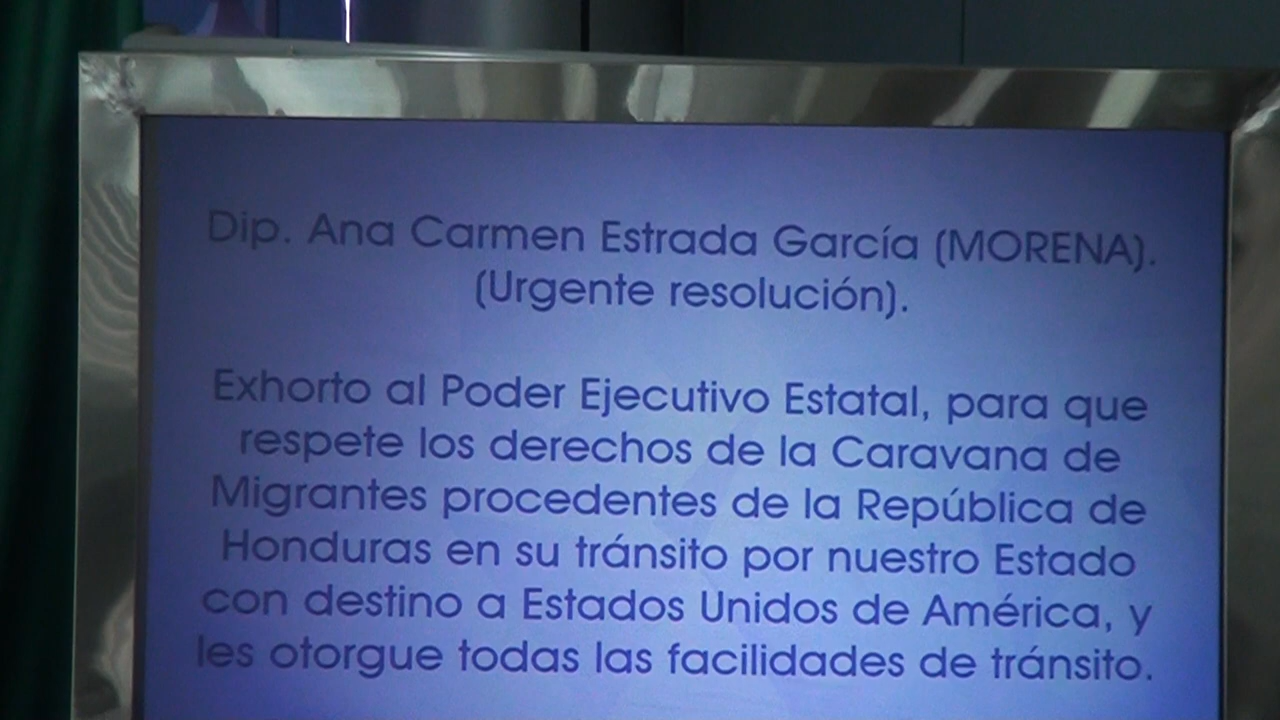 Dip. Ana Carmen Estrada García (MORENA).
(Urgente resolución).
Exhorto al Poder Ejecutivo Estatal, para que
respete los derechos de la Caravana de
Migrantes procedentes de la República de
Honduras en su tránsito por nuestro Estado
con destino a Estados Unidos de América, y
les otorgue todas las facilidades de tránsito.